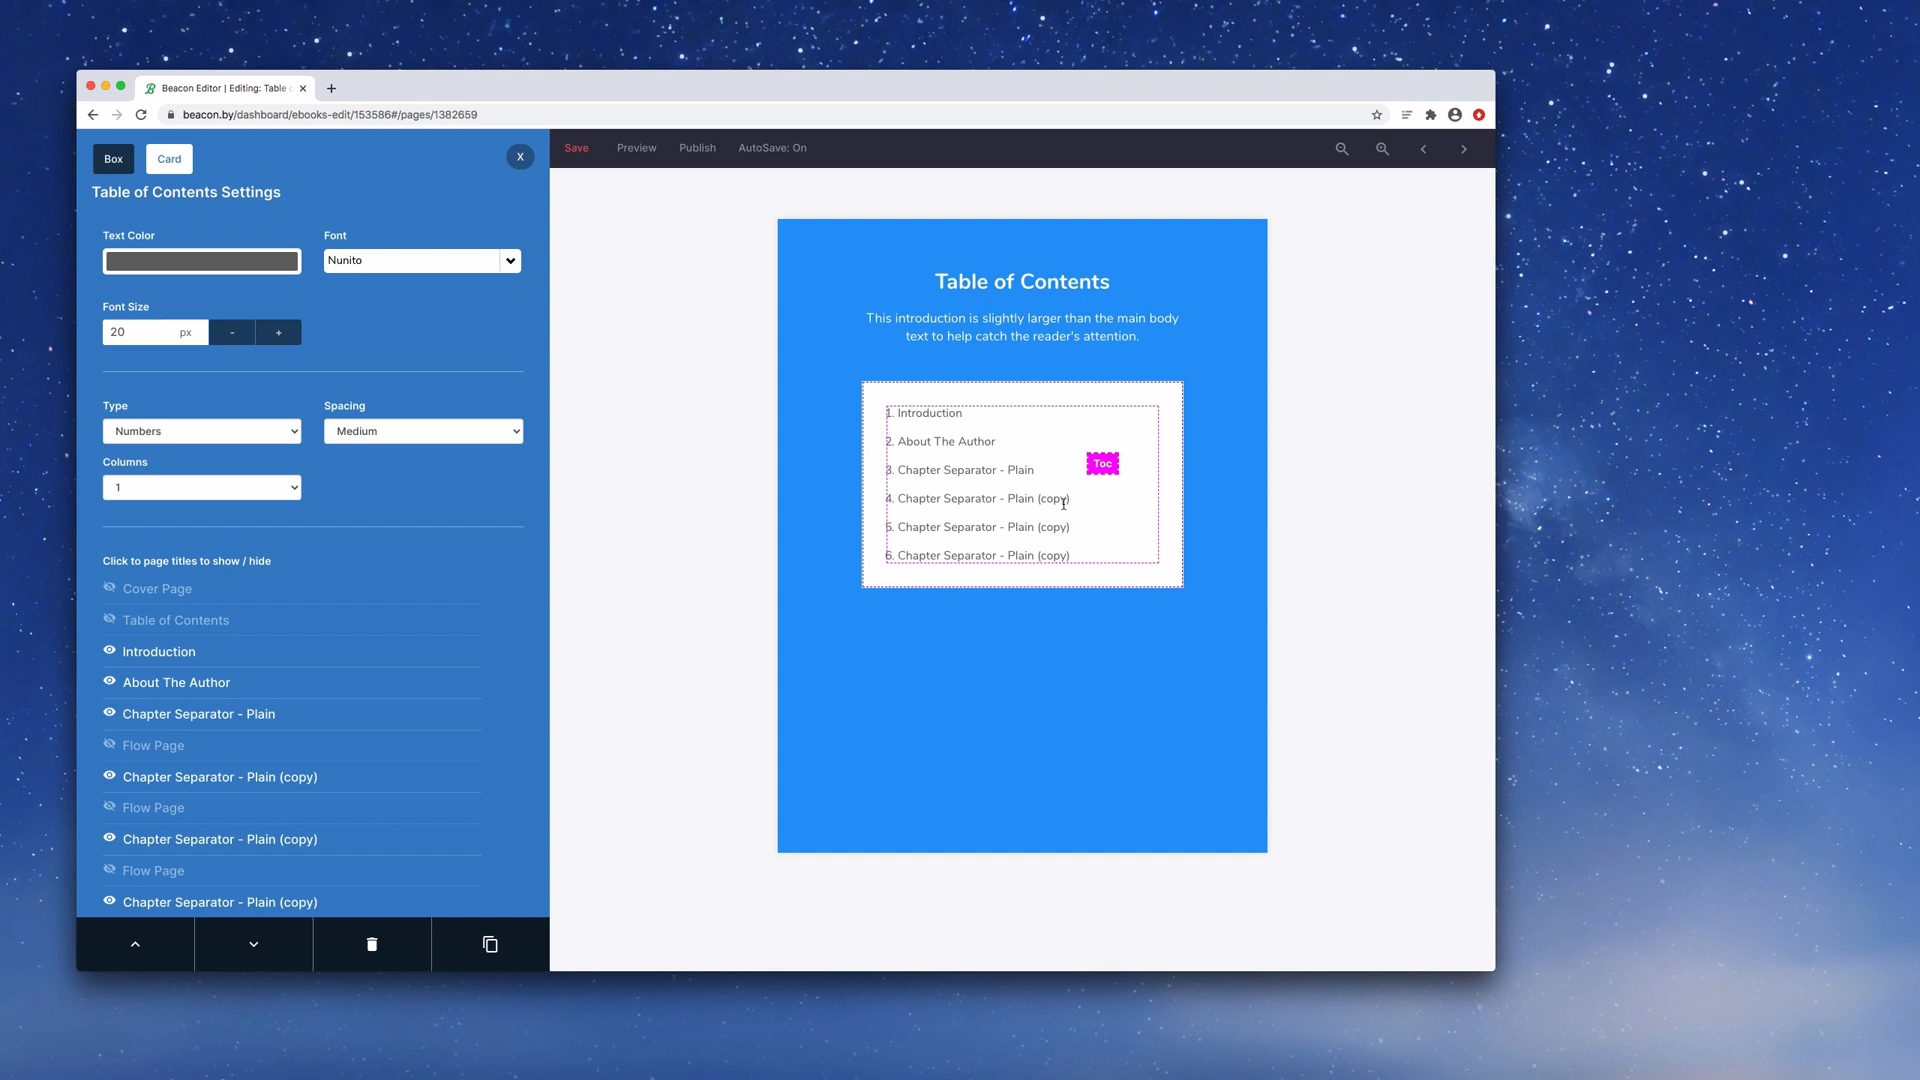 Beacon Editor | Editing: Table
beacon.by/dashboard/ebooks-edit/153586#/pages/1382659
Box
Card
X
Table of Contents Settings
Text Color
Font
Nunito
Font Size
20 px - +
Type
Spacing
Numbers
Medium
Columns
1
Click to page titles to show / hide
Cover Page
Table of Contents
Introduction
About The Author
Chapter Separator - Plain
Flow Page
Chapter Separator - Plain (copy)
Flow Page
Chapter Separator - Plain (copy)
Flow Page
Chapter Separator - Plain (copy)
Save
Preview
Publish
AutoSave: On
Table of Contents
This introduction is slightly larger than the main body
text to help catch the reader's attention.
1. Introduction
2. About The Author
3. Chapter Separator - Plain
Toc
4. Chapter Separator - Plain (copy)
5. Chapter Separator - Plain (copy)
6. Chapter Separator - Plain (copy)